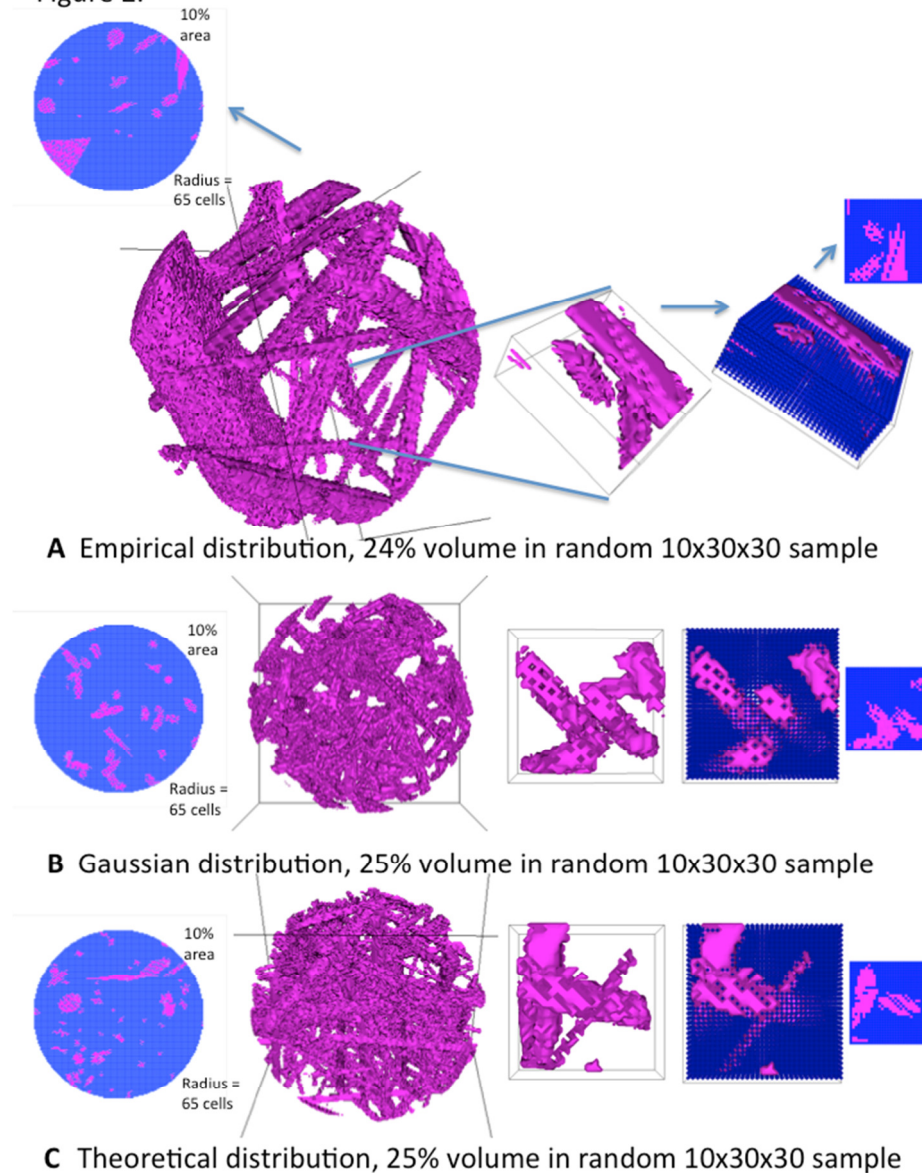 Figure 2.
10%
area
Radius =
65 cells
A Empirical distribution, 24% volume in random 10x30x30 sample
10%
area
Radius =
65 cells
B Gaussian distribution, 25% volume in random 10x30x30 sample
10%
area
Radius =
65 cells
C Theoretical distribution, 25% volume in random 10x30x30 sample